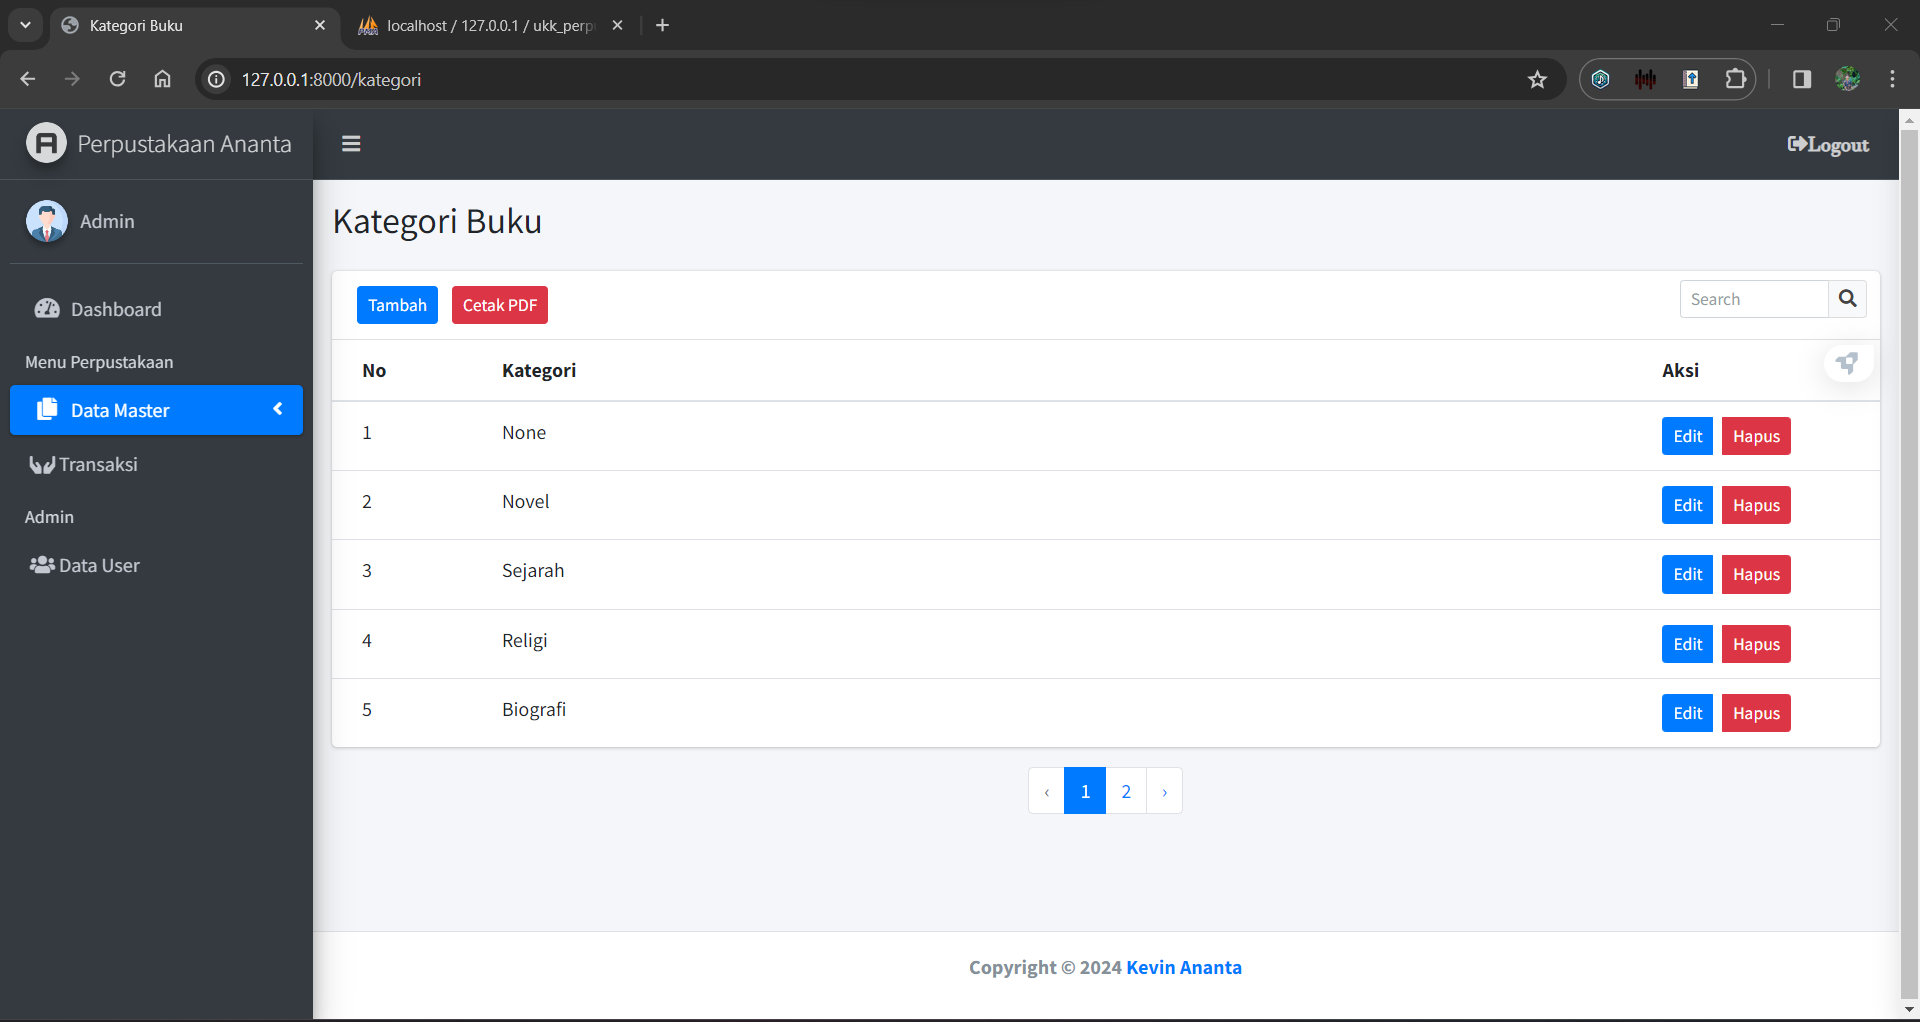 Kategori Buku
localhost / 127.0.0.1 / ukk_perp
127.0.0.1:8000/kategori
Perpustakaan Ananta
Logout
Admin
Dashboard
Menu Perpustakaan
Data Master
Transaksi
Admin
Data User
Kategori Buku
Tambah Cetak PDF Search
No Kategori Aksi
1 None Edit Hapus
2 Novel Edit Hapus
3 Sejarah Edit Hapus
4 Religi Edit Hapus
5 Biografi Edit Hapus
‹ 1 2 ›
Copyright © 2024 Kevin Ananta